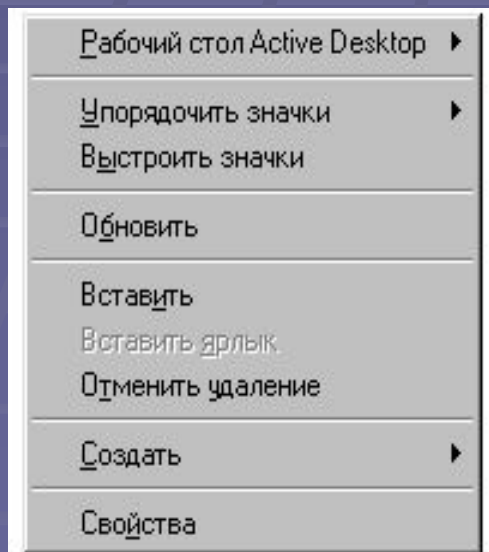 Рабочий стол Active Desktop
Упорядочить значки
Выстроить значки
Обновить
Вставить
Вставить ярлык
Отменить удаление
Создать
Свойства